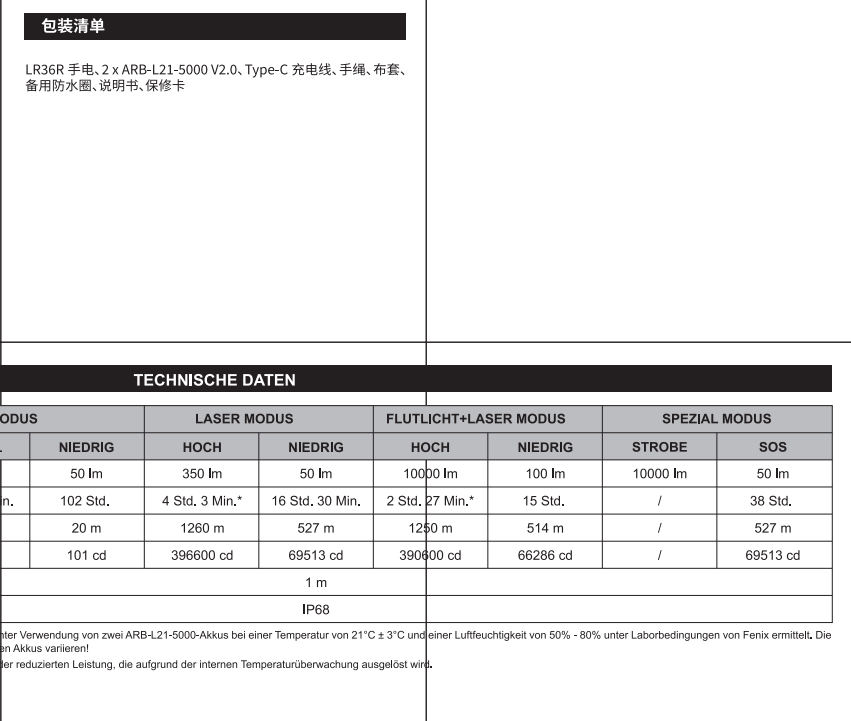 包装清单
LR36R 手电、2 x ARB-L21-5000 V2.0、Type-C 充电线、手绳、布套、
备用防水圈、说明书、保修卡
TECHNISCHE DATEN
ODUS LASER MODUS FLUTLICHT+LASER MODUS SPEZIAL MODUS
NIEDRIG HOCH NIEDRIG HOCH NIEDRIG STROBE SOS
50 lm 350 lm 50 lm 10000 lm 100 lm 10000 lm 50 lm
in. 102 Std. 4 Std. 3 Min.* 16 Std. 30 Min. 2 Std. 27 Min.* 15 Std. / 38 Std.
20 m 1260 m 527 m 1250 m 514 m / 527 m
101 cd 396600 cd 69513 cd 390600 cd 66286 cd / 69513 cd
1 m
IP68
nter Verwendung von zwei ARB-L21-5000-Akkus bei einer Temperatur von 21°C ± 3°C und einer Luftfeuchtigkeit von 50% - 80% unter Laborbedingungen von Fenix ermittelt. Die
en Akkus variieren!
der reduzierten Leistung, die aufgrund der internen Temperaturüberwachung ausgelöst wird.